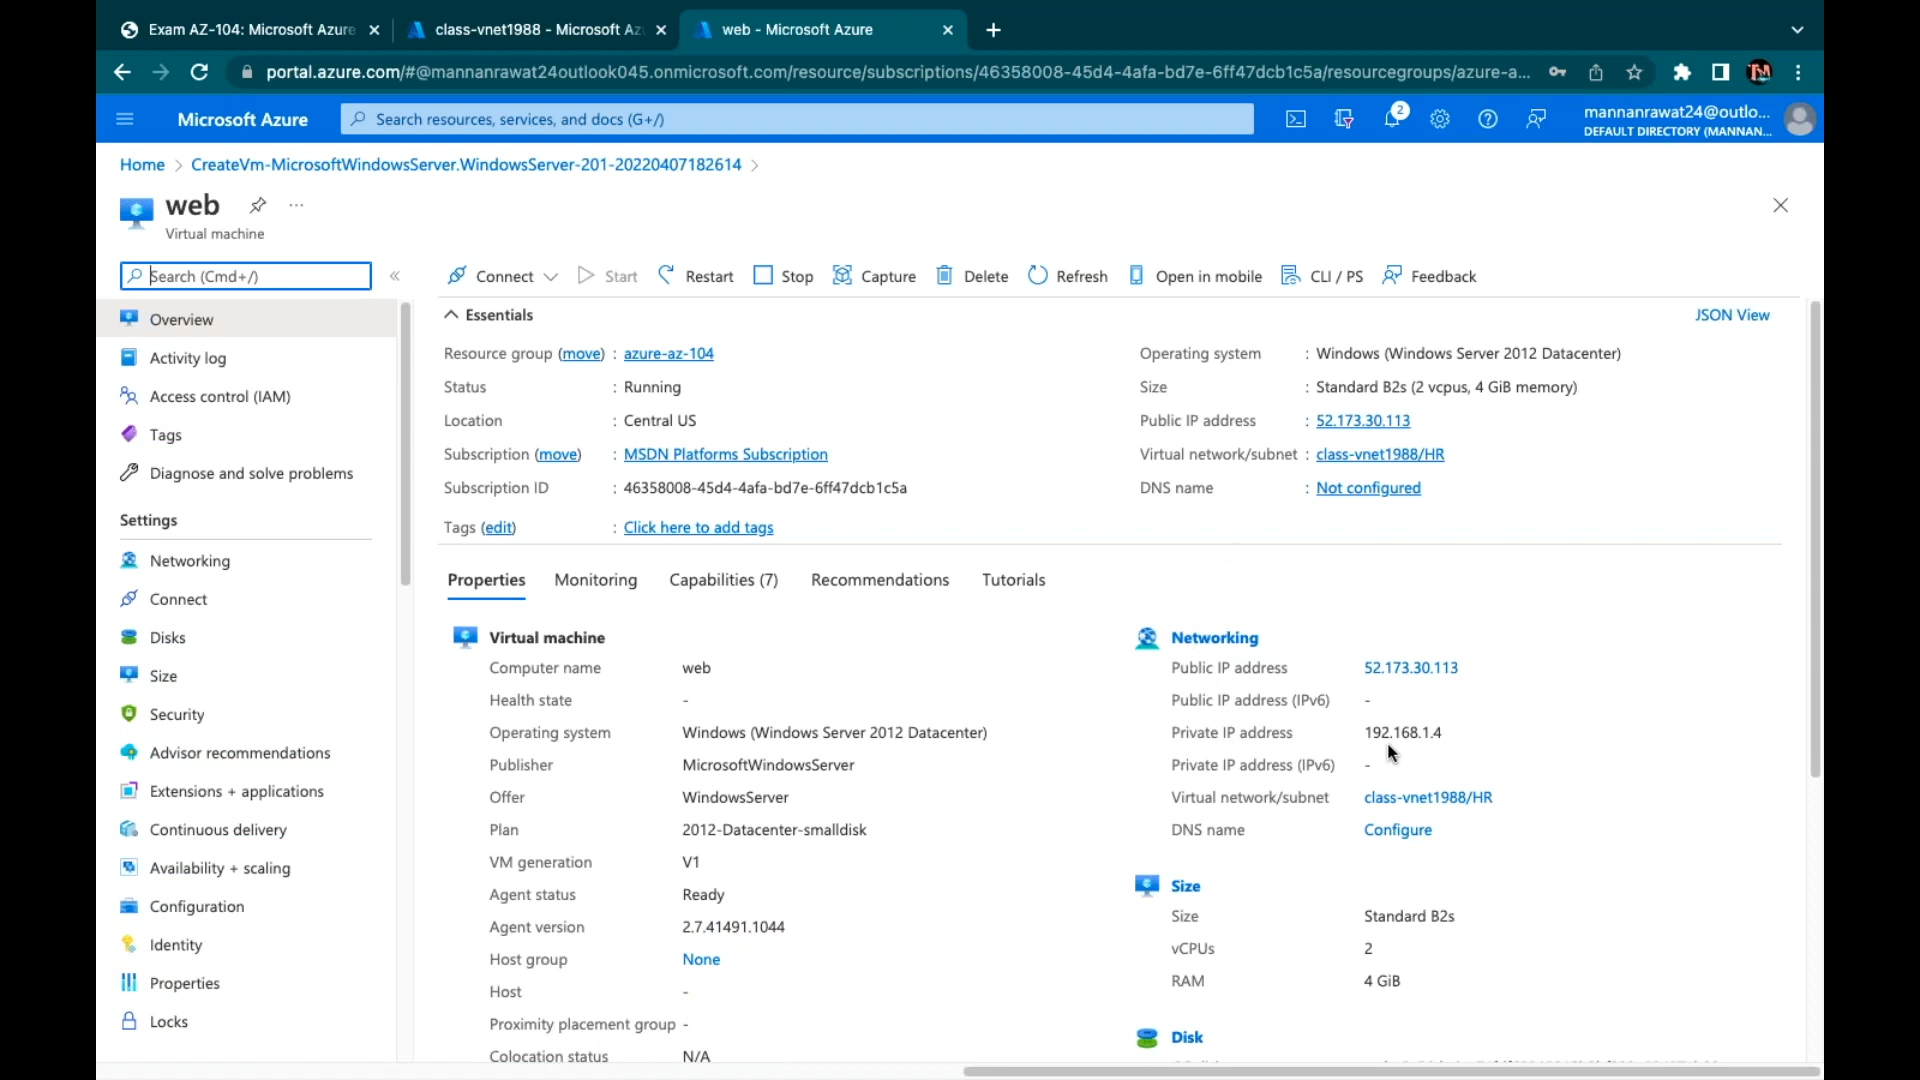 Exam AZ-104: Microsoft Azure
class-vnet1988 - Microsoft Az
web - Microsoft Azure
portal.azure.com/#@mannanrawat24outlook045.onmicrosoft.com/resource/subscriptions/46358008-45d4-4afa-bd7e-6ff47dcb1c5a/resourcegroups/azure-a...
Microsoft Azure
Search resources, services, and docs (G+/)
2
mannanrawat24@outlo...
DEFAULT DIRECTORY (MANNAN...
Home > CreateVm-MicrosoftWindowsServer.WindowsServer-201-20220407182614 >
web
Virtual machine
Search (Cmd+/)
Connect
Start
Restart
Stop
Capture
Delete
Refresh
Open in mobile
CLI / PS
Feedback
Overview
Activity log
Access control (IAM)
Tags
Diagnose and solve problems
Settings
Networking
Connect
Disks
Size
Security
Advisor recommendations
Extensions + applications
Continuous delivery
Availability + scaling
Configuration
Identity
Properties
Locks
Essentials
JSON View
Resource group (move) : azure-az-104
Status : Running
Location : Central US
Subscription (move) : MSDN Platforms Subscription
Subscription ID : 46358008-45d4-4afa-bd7e-6ff47dcb1c5a
Tags (edit) : Click here to add tags
Operating system : Windows (Windows Server 2012 Datacenter)
Size : Standard B2s (2 vcpus, 4 GiB memory)
Public IP address : 52.173.30.113
Virtual network/subnet : class-vnet1988/HR
DNS name : Not configured
Properties
Monitoring
Capabilities (7)
Recommendations
Tutorials
Virtual machine
Computer name web
Health state -
Operating system Windows (Windows Server 2012 Datacenter)
Publisher MicrosoftWindowsServer
Offer WindowsServer
Plan 2012-Datacenter-smalldisk
VM generation V1
Agent status Ready
Agent version 2.7.41491.1044
Host group None
Host -
Proximity placement group -
Colocation status N/A
Networking
Public IP address 52.173.30.113
Public IP address (IPv6) -
Private IP address 192.168.1.4
Private IP address (IPv6) -
Virtual network/subnet class-vnet1988/HR
DNS name Configure
Size
Size Standard B2s
vCPUs 2
RAM 4 GiB
Disk